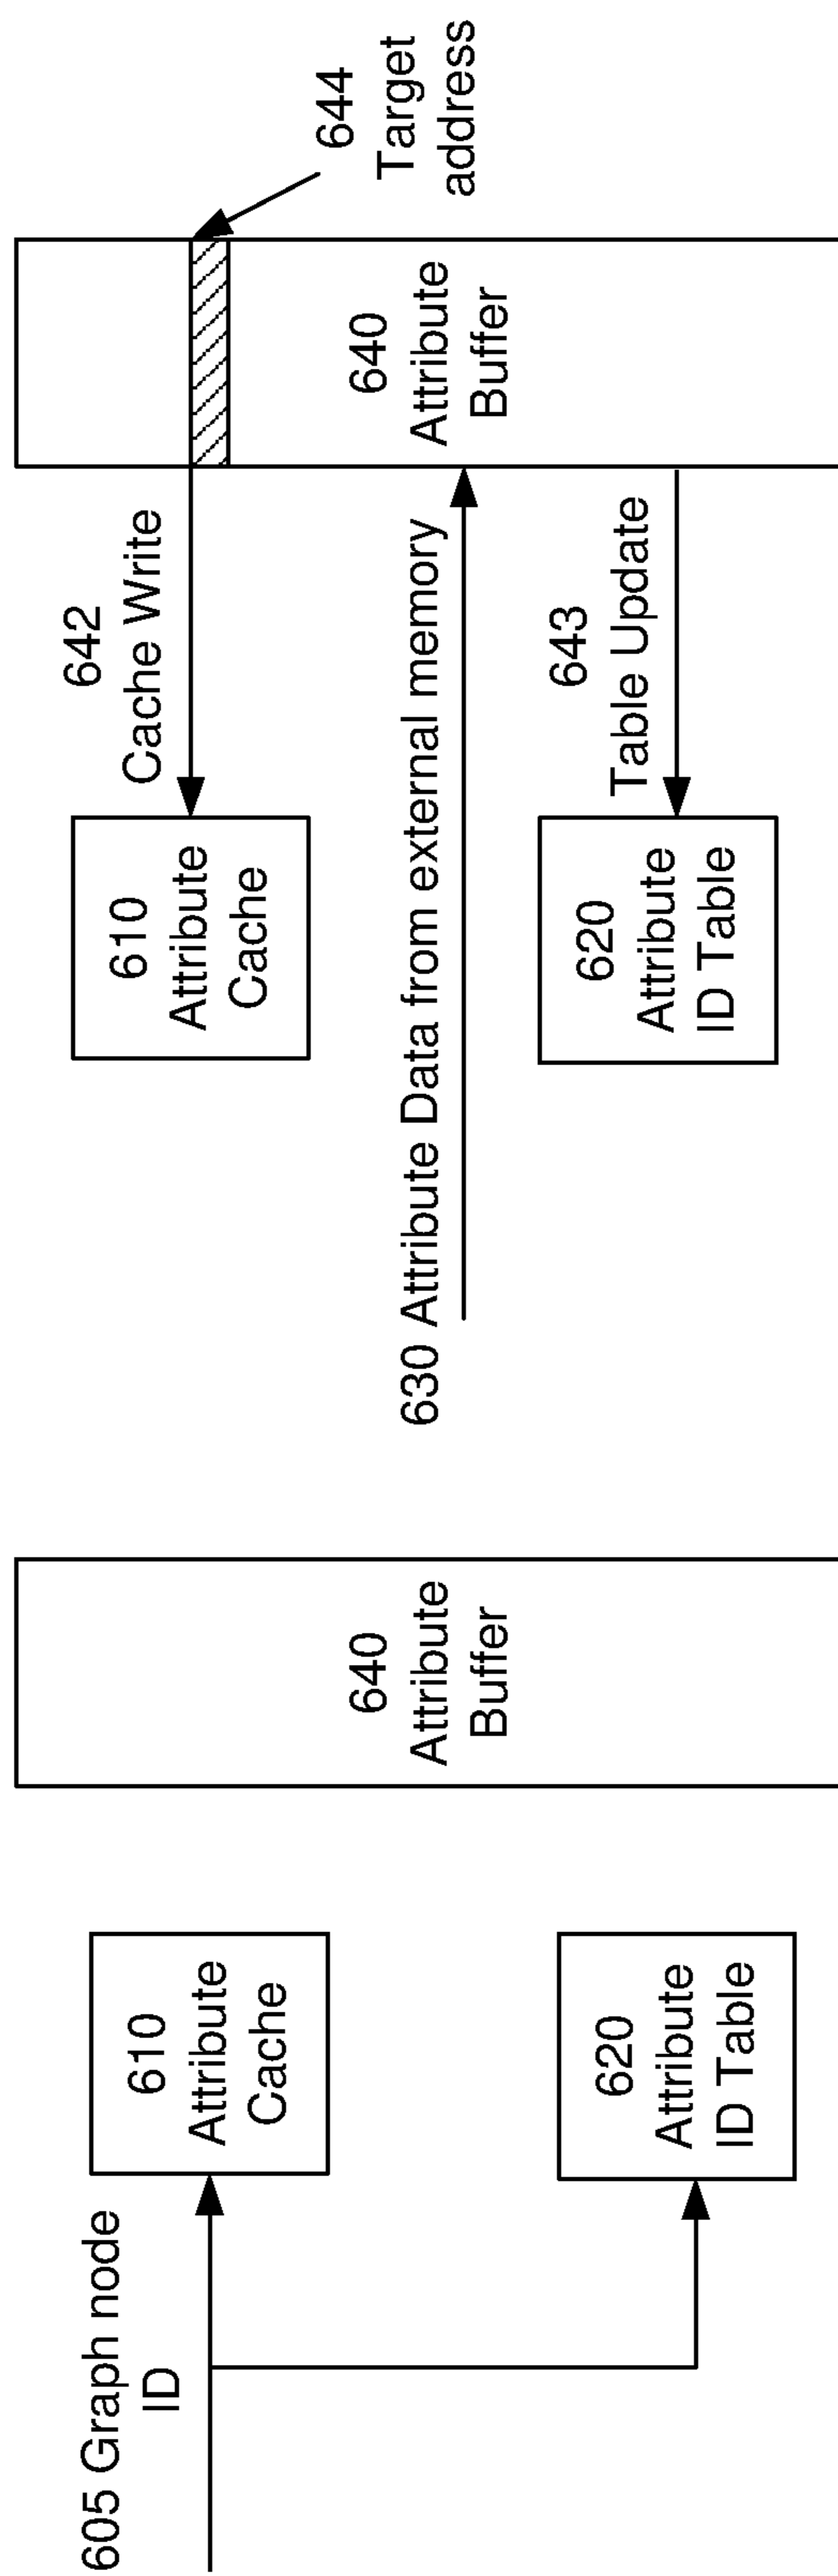 605 Graph node
ID
610
Attribute
Cache
620
Attribute
ID Table
640
Attribute
Buffer
642
Cache Write
610
Attribute
Cache
630 Attribute Data from external memory
643
Table Update
620
Attribute
ID Table
640
Attribute
Buffer
644
Target
address